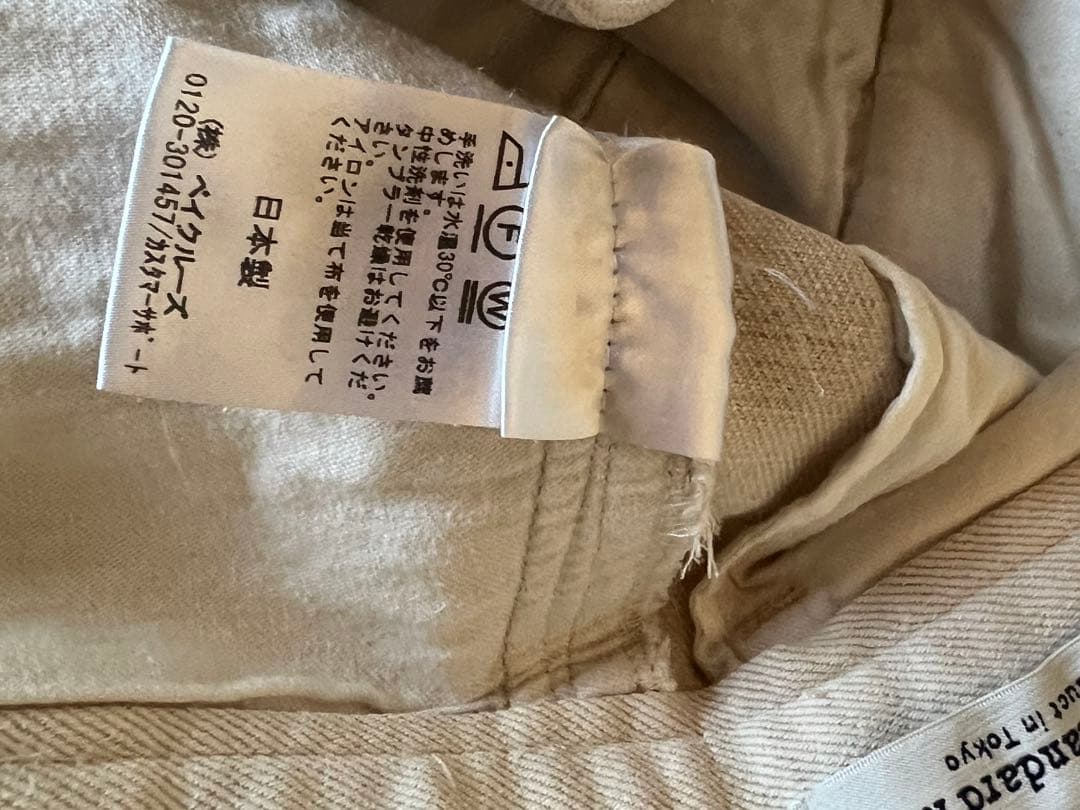 F W
手洗いは水温30℃以下をお薦
めします。
中性洗剤を使用してください。
タンブラー乾燥はお避けくだ
さい。
アイロンは当て布を使用して
ください。
日本製
(株)ベイクルーズ
0120-301457/カスタマーサポート
in Tokyo